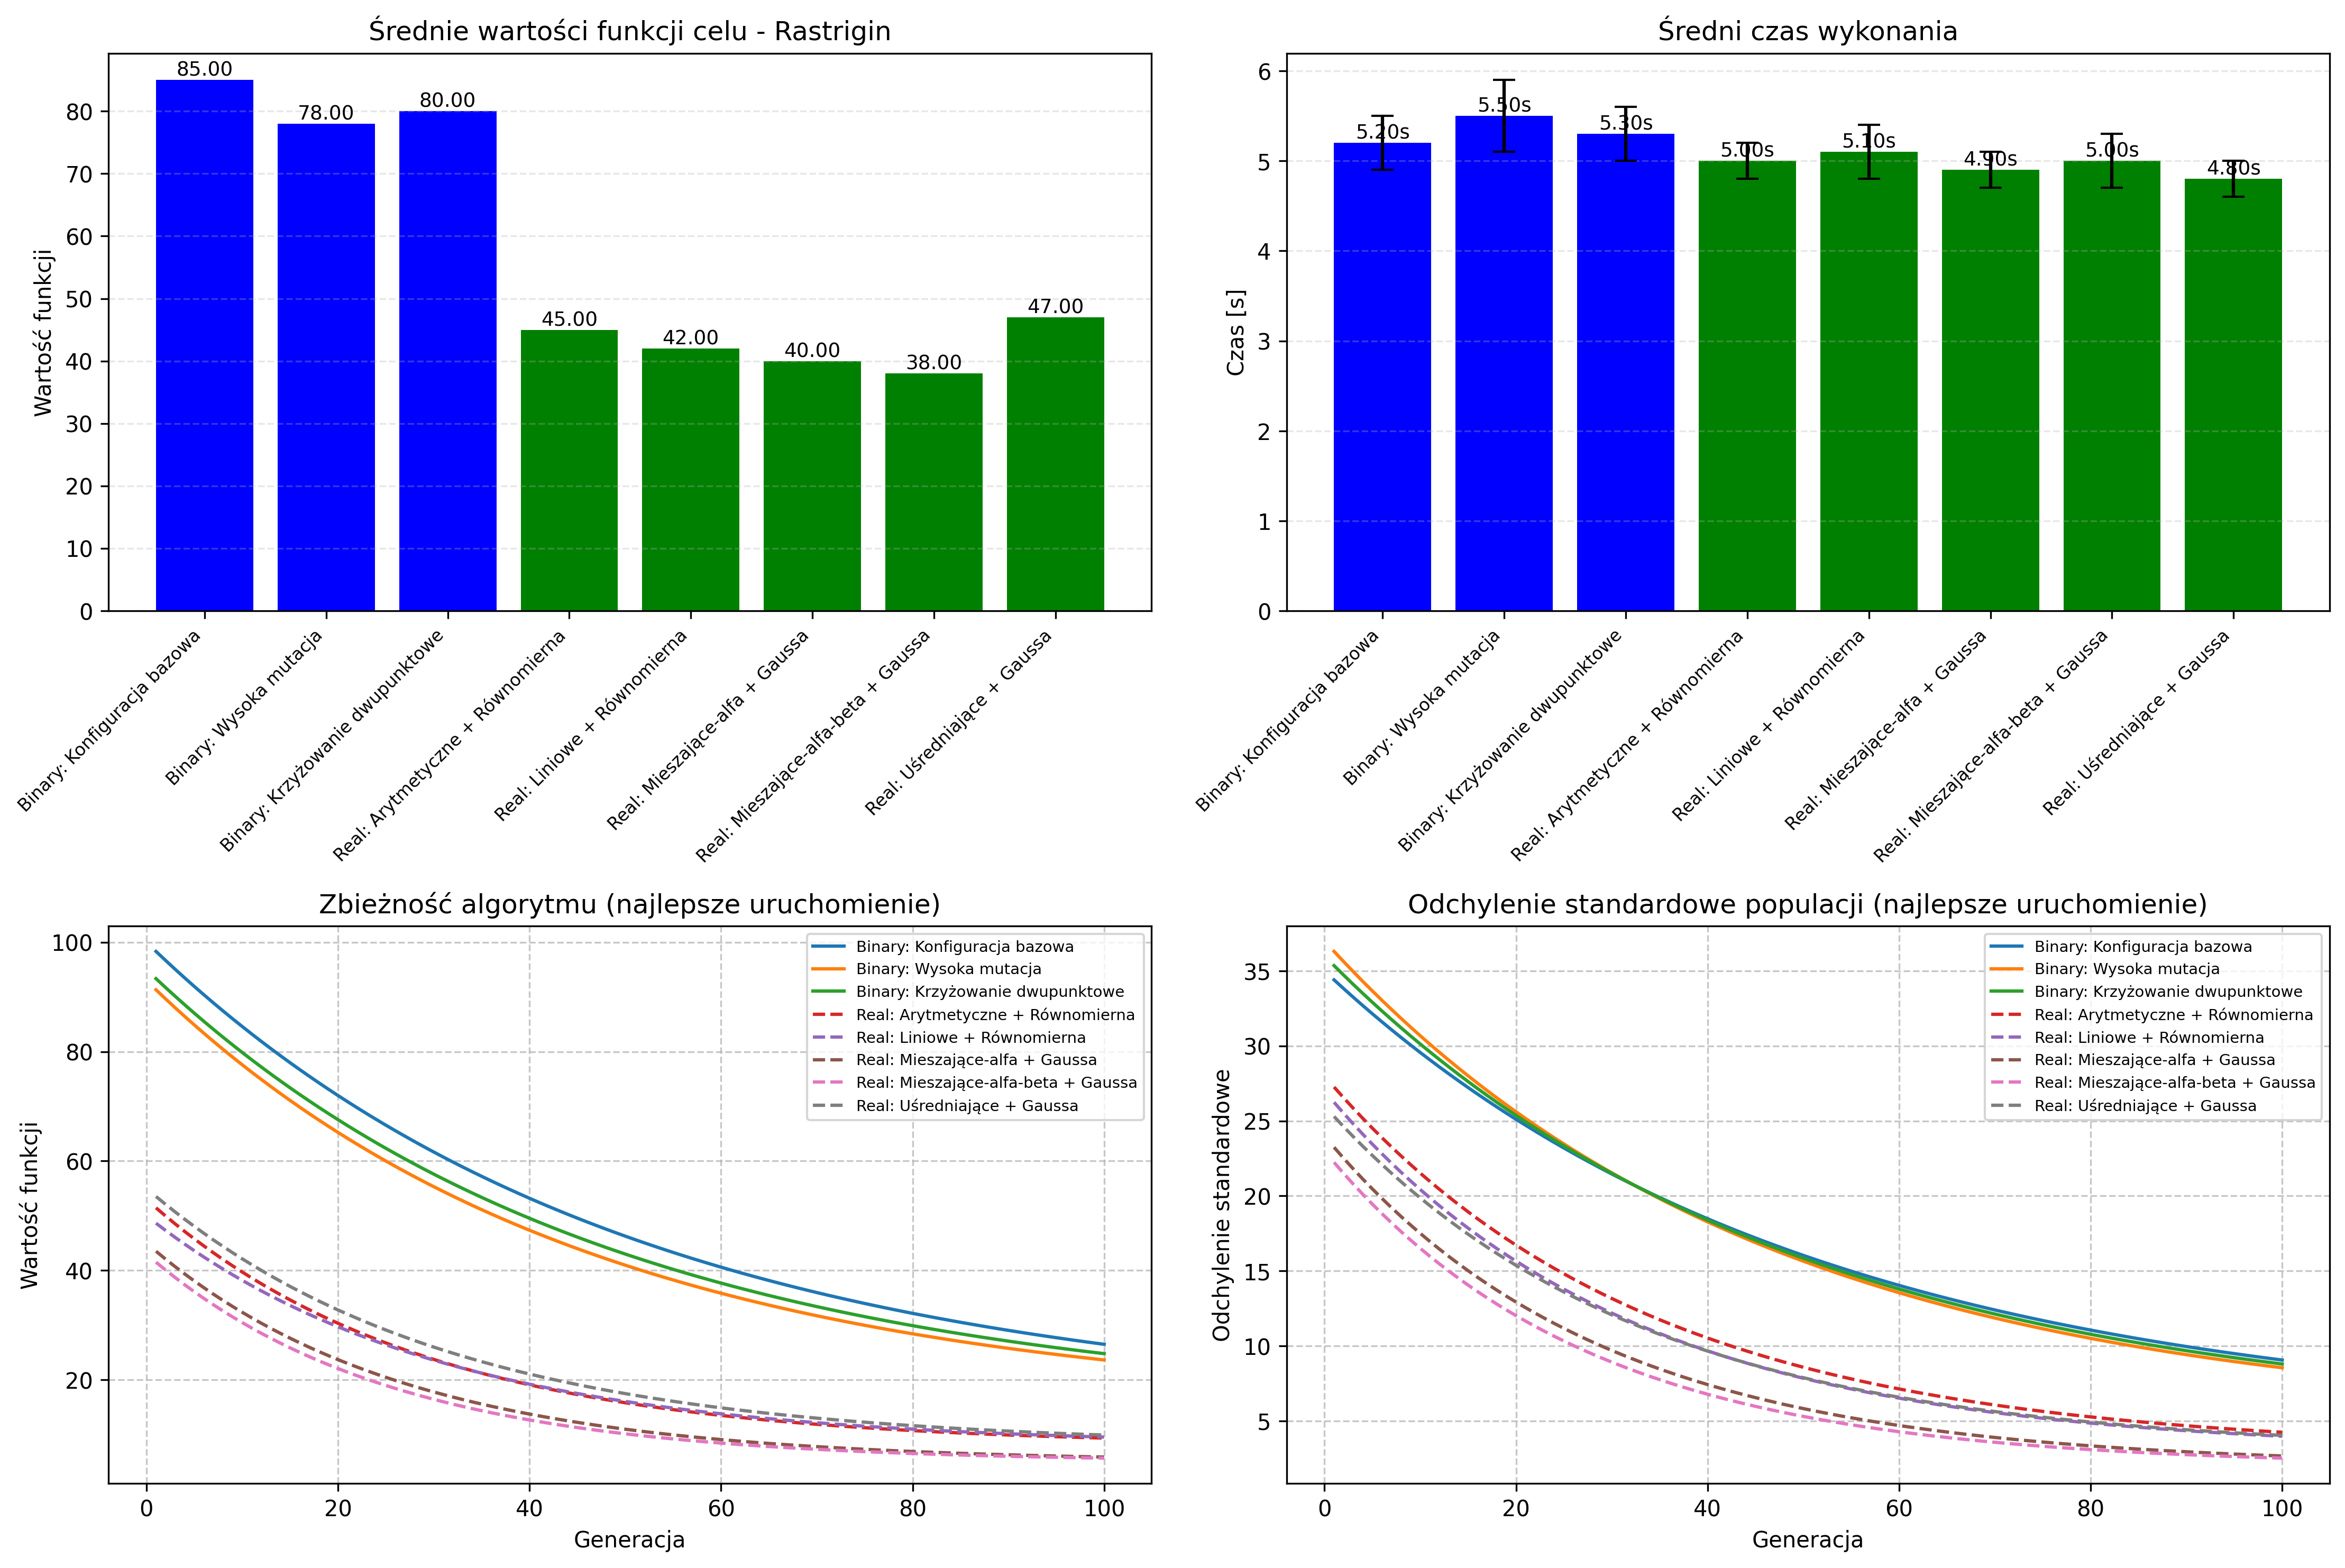 Średnie wartości funkcji celu - Rastrigin
Wartość funkcji
80
70
60
50
40
30
20
10
0
85.00
78.00
80.00
45.00
42.00
40.00
38.00
47.00
Binary: Konfiguracja bazowa
Binary: Wysoka mutacja
Binary: Krzyżowanie dwupunktowe
Real: Arytmetyczne + Równomierna
Real: Liniowe + Równomierna
Real: Mieszające-alfa + Gaussa
Real: Mieszające-alfa-beta + Gaussa
Real: Uśredniające + Gaussa
Średni czas wykonania
Czas [s]
6
5
4
3
2
1
0
5.20s
5.50s
5.30s
5.00s
5.10s
4.90s
5.00s
4.80s
Binary: Konfiguracja bazowa
Binary: Wysoka mutacja
Binary: Krzyżowanie dwupunktowe
Real: Arytmetyczne + Równomierna
Real: Liniowe + Równomierna
Real: Mieszające-alfa + Gaussa
Real: Mieszające-alfa-beta + Gaussa
Real: Uśredniające + Gaussa
Zbieżność algorytmu (najlepsze uruchomienie)
Wartość funkcji
100
80
60
40
20
Binary: Konfiguracja bazowa
Binary: Wysoka mutacja
Binary: Krzyżowanie dwupunktowe
Real: Arytmetyczne + Równomierna
Real: Liniowe + Równomierna
Real: Mieszające-alfa + Gaussa
Real: Mieszające-alfa-beta + Gaussa
Real: Uśredniające + Gaussa
0 20 40 60 80 100
Generacja
Odchylenie standardowe populacji (najlepsze uruchomienie)
Odchylenie standardowe
35
30
25
20
15
10
5
Binary: Konfiguracja bazowa
Binary: Wysoka mutacja
Binary: Krzyżowanie dwupunktowe
Real: Arytmetyczne + Równomierna
Real: Liniowe + Równomierna
Real: Mieszające-alfa + Gaussa
Real: Mieszające-alfa-beta + Gaussa
Real: Uśredniające + Gaussa
0 20 40 60 80 100
Generacja